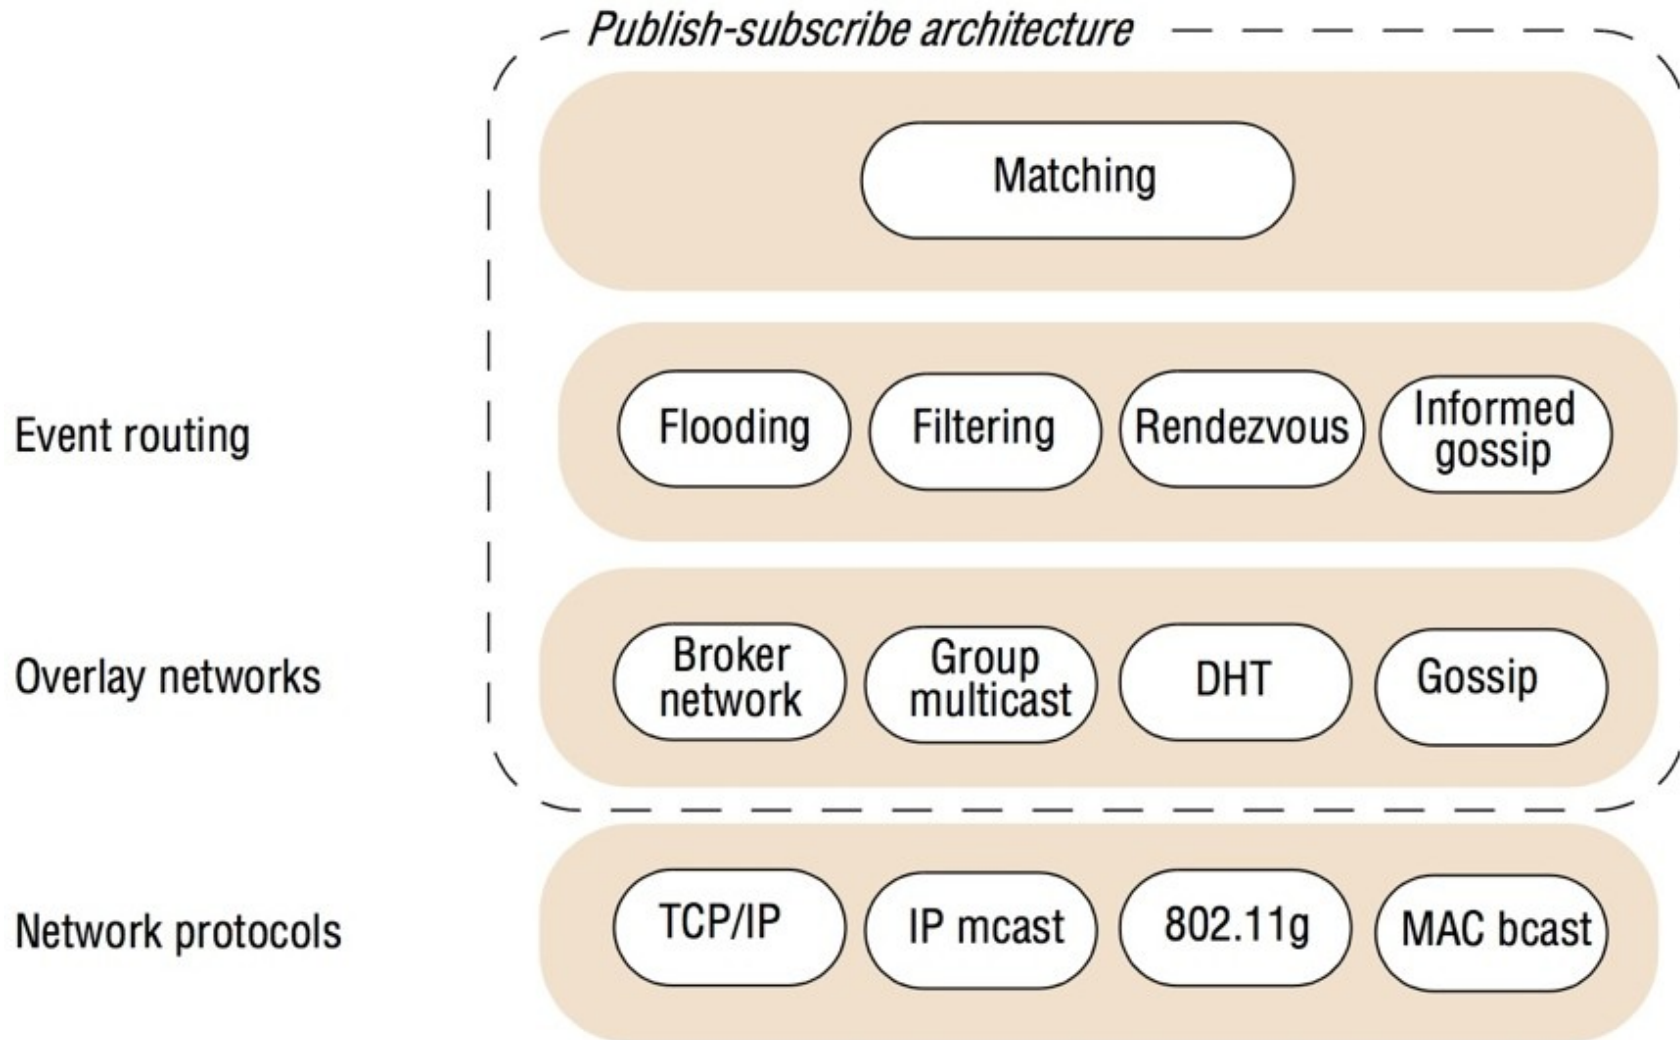 Publish-subscribe architecture
Matching
Event routing
Flooding
Filtering
Rendezvous
Informed
gossip
Overlay networks
Broker
network
Group
multicast
DHT
Gossip
Network protocols
TCP/IP
IP mcast
802.11g
MAC bcast